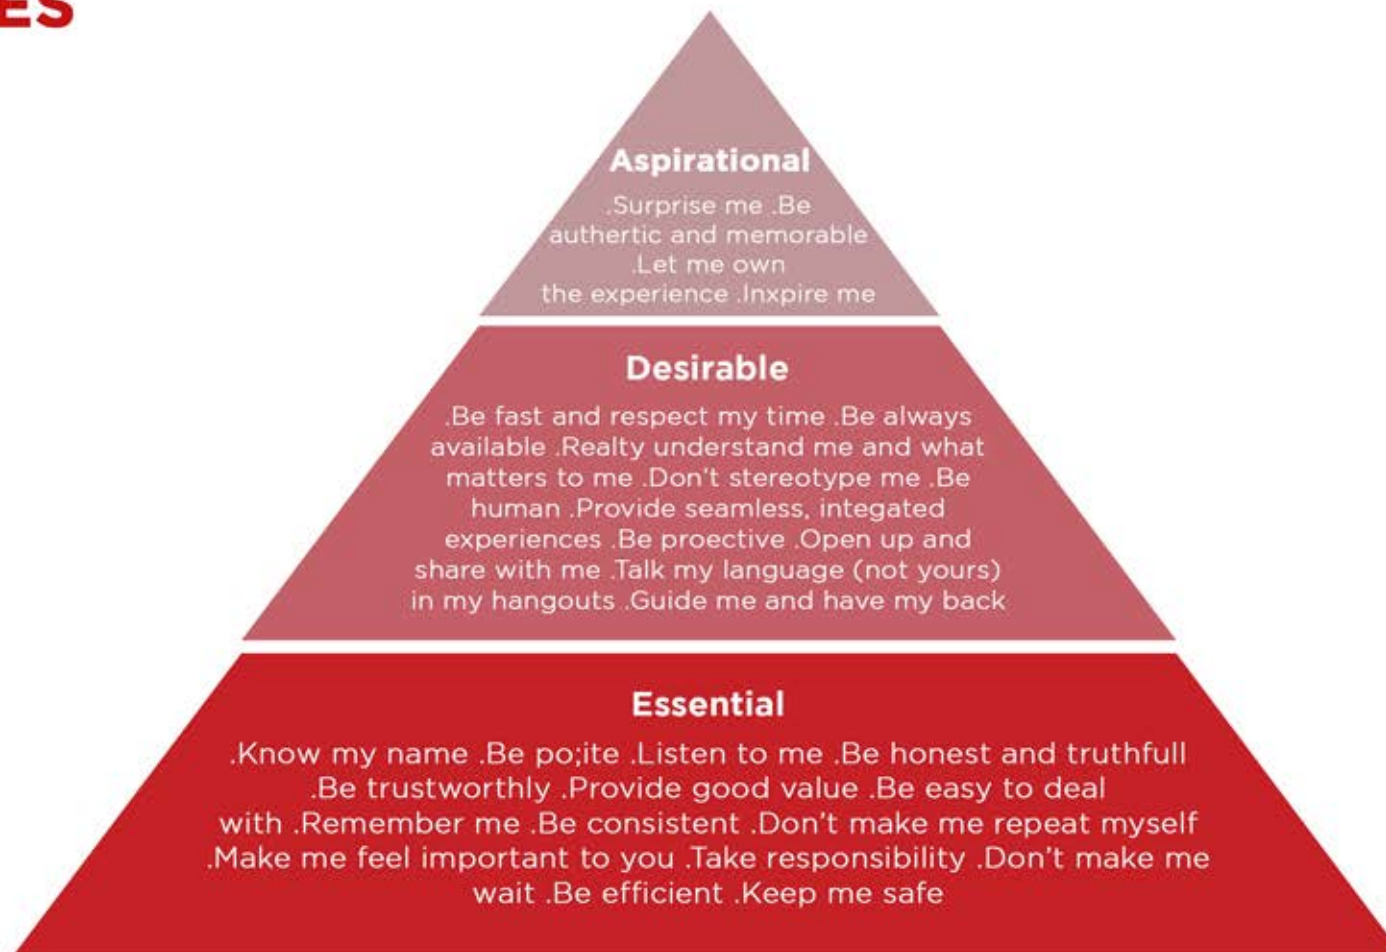 ES
Aspirational
.Surprise me .Be
authertic and memorable
.Let me own
the experience .Inxpire me
Desirable
.Be fast and respect my time .Be always
available .Realty understand me and what
matters to me .Don't stereotype me .Be
human .Provide seamless, integated
experiences .Be proective .Open up and
share with me .Talk my language (not yours)
in my hangouts .Guide me and have my back
Essential
.Know my name .Be po;ite .Listen to me .Be honest and truthfull
.Be trustworthly .Provide good value .Be easy to deal
with .Remember me .Be consistent .Don't make me repeat myself
.Make me feel important to you .Take responsibility .Don't make me
wait .Be efficient .Keep me safe